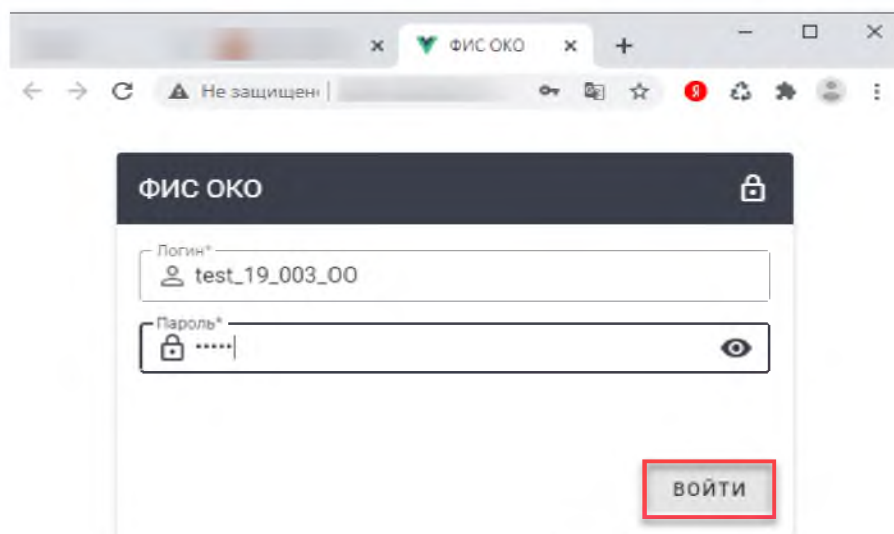 ФИС ОКО
Не защищен
Я
ФИС ОКО
Логин*
test_19_003_OO
Пароль*
•••••
ВОЙТИ